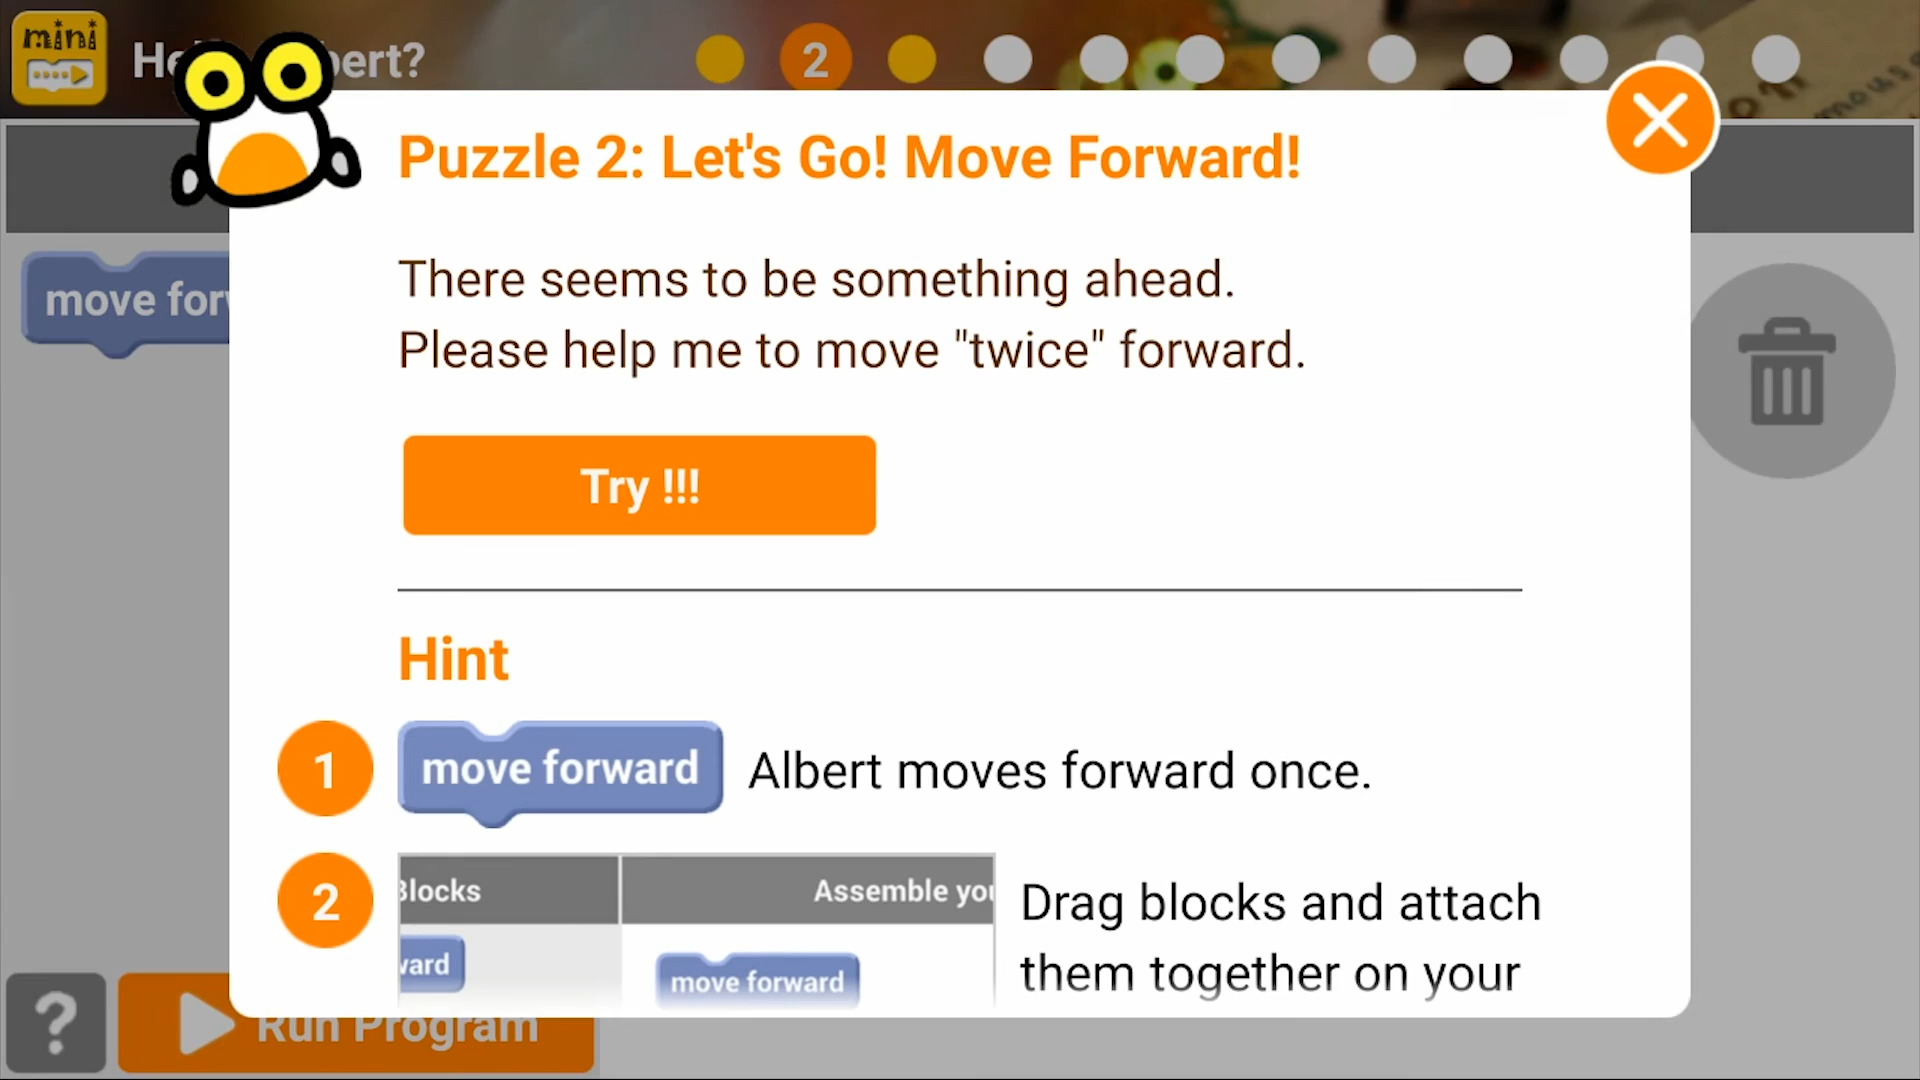 mini
2
Puzzle 2: Let's Go! Move Forward!
There seems to be something ahead.
Please help me to move "twice" forward.
Try !!!
Hint
1 move forward Albert moves forward once.
2
Blocks Assemble
move forward
Drag blocks and attach
them together on your
? Run Program